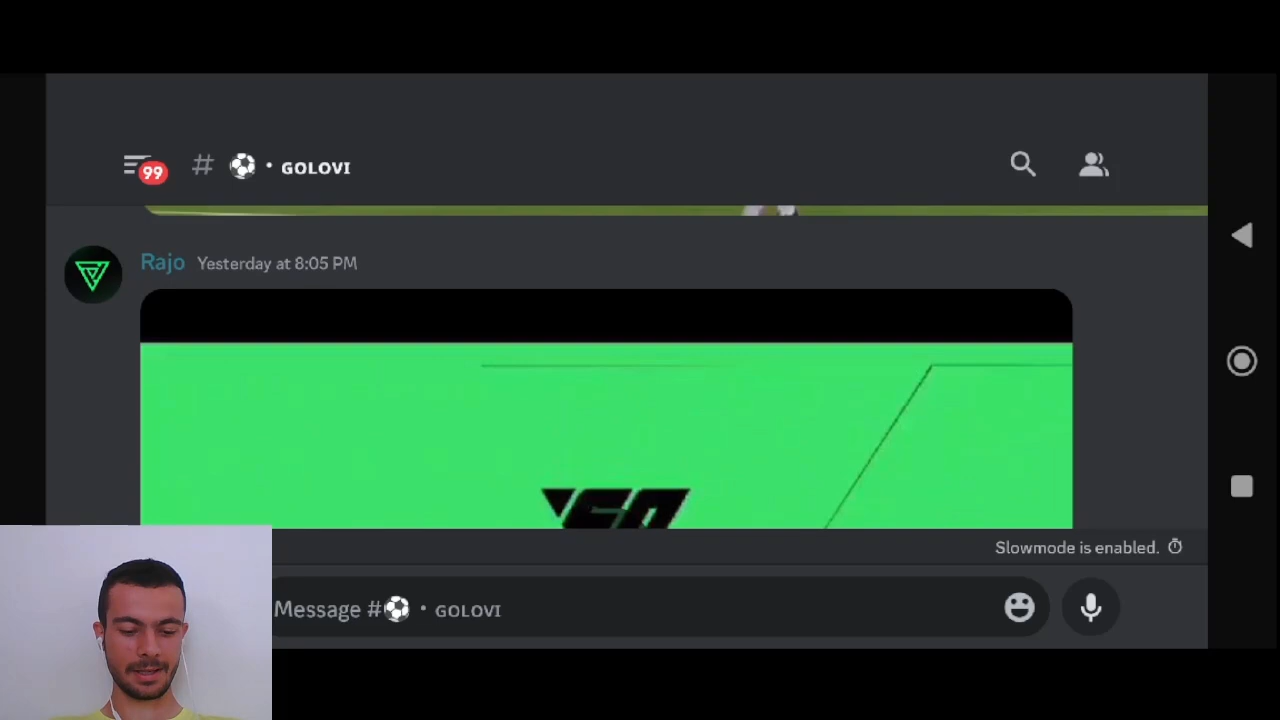 99 # ⚽ • GOLOVI
Rajo Yesterday at 8:05 PM
Slowmode is enabled.
Message #⚽ • GOLOVI